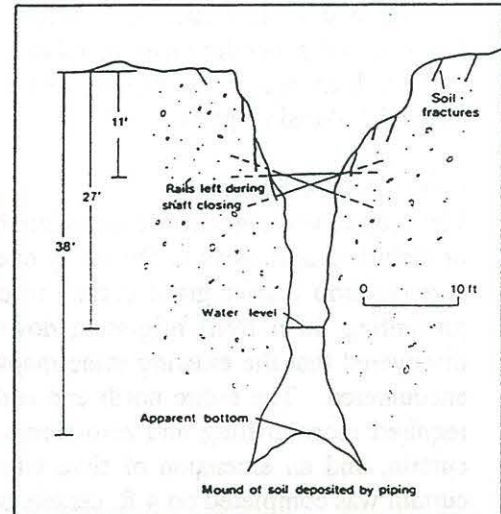 Soil
fractures
11'
27'
38'
Rails left during
shaft closing
0 10 ft
Water level
Apparent bottom
Mound of soil deposited by piping